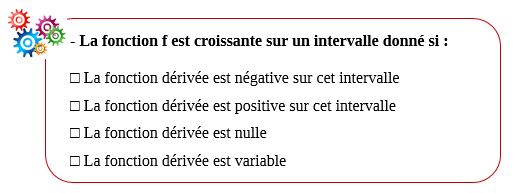 - La fonction f est croissante sur un intervalle donné si :
□ La fonction dérivée est négative sur cet intervalle
□ La fonction dérivée est positive sur cet intervalle
□ La fonction dérivée est nulle
□ La fonction dérivée est variable